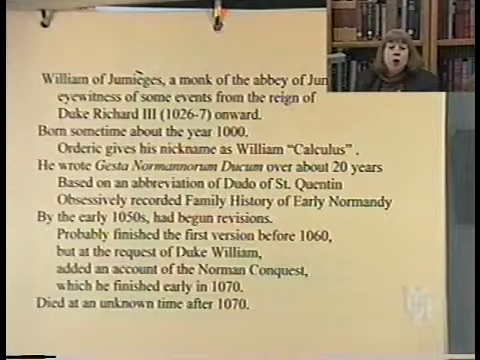 William of Jumièges, a monk of the abbey of Jun
eyewitness of some events from the reign of
Duke Richard III (1026-7) onward.
Born sometime about the year 1000.
Orderic gives his nickname as William “Calculus” .
He wrote Gesta Normannorum Ducum over about 20 years
Based on an abbreviation of Dudo of St. Quentin
Obsessively recorded Family History of Early Normandy
By the early 1050s, had begun revisions.
Probably finished the first version before 1060,
but at the request of Duke William,
added an account of the Norman Conquest,
which he finished early in 1070.
Died at an unknown time after 1070.